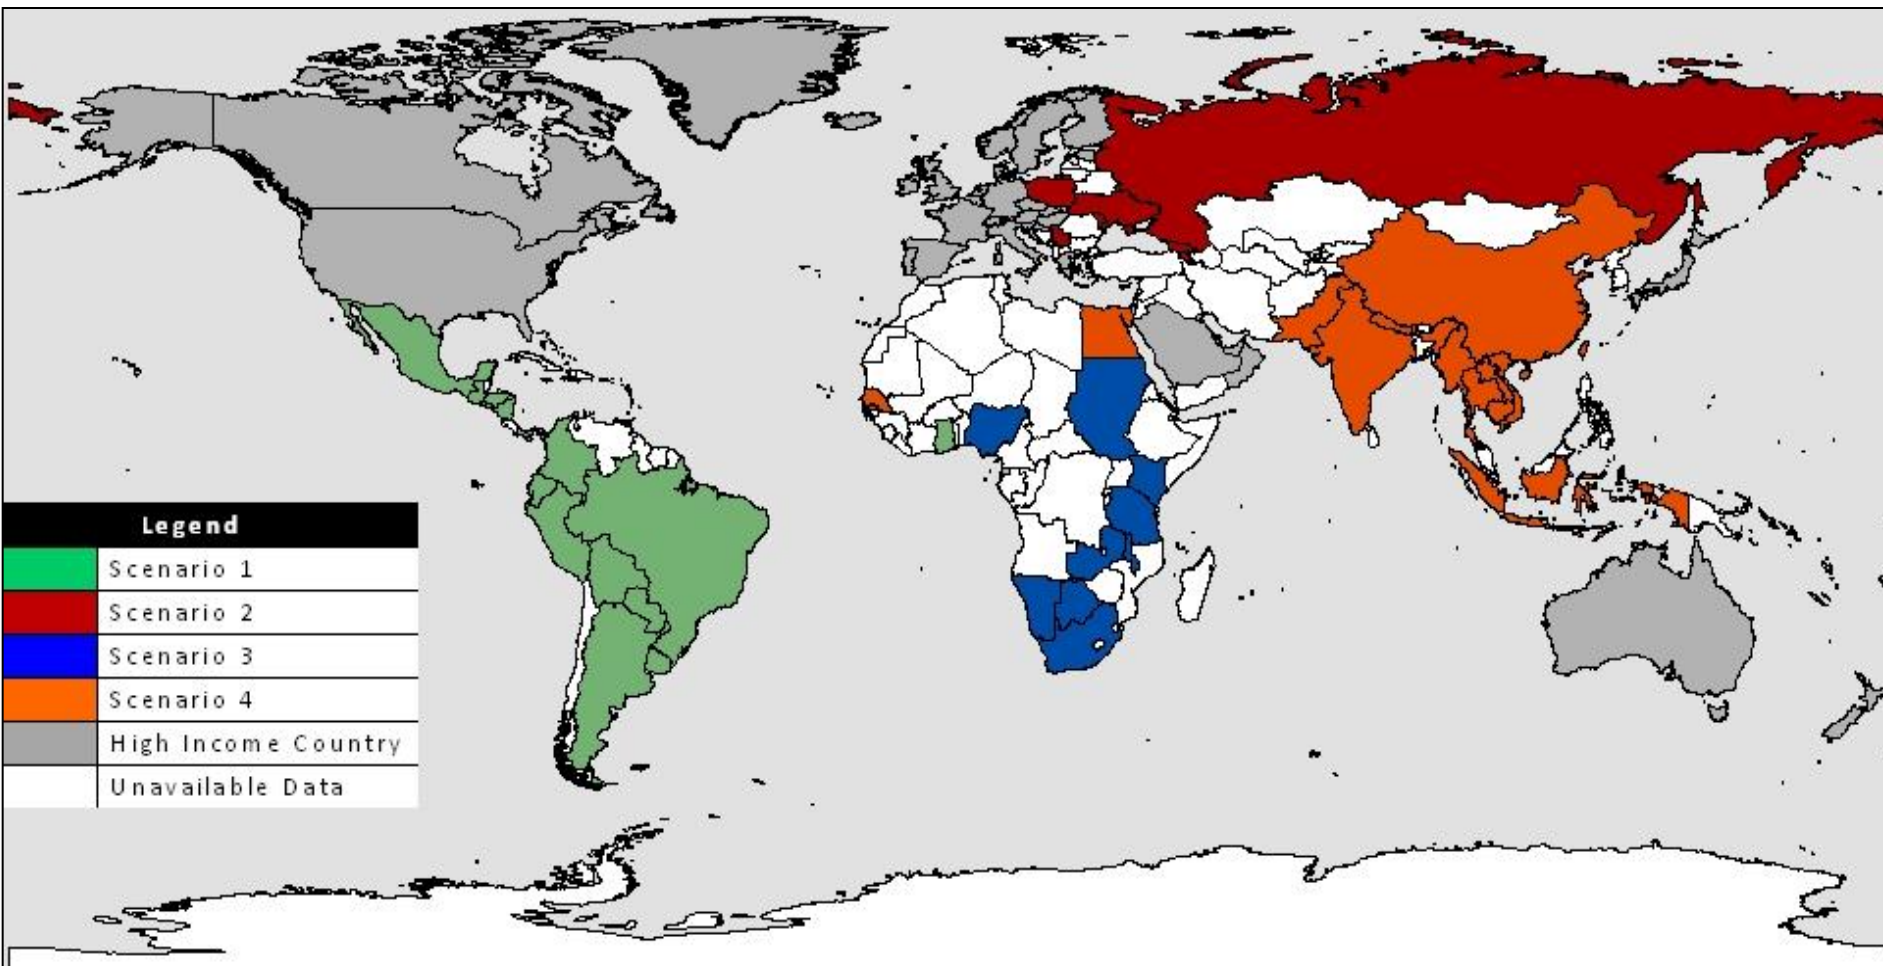 Legend
Scenario 1
Scenario 2
Scenario 3
Scenario 4
High Income Country
Unavailable Data